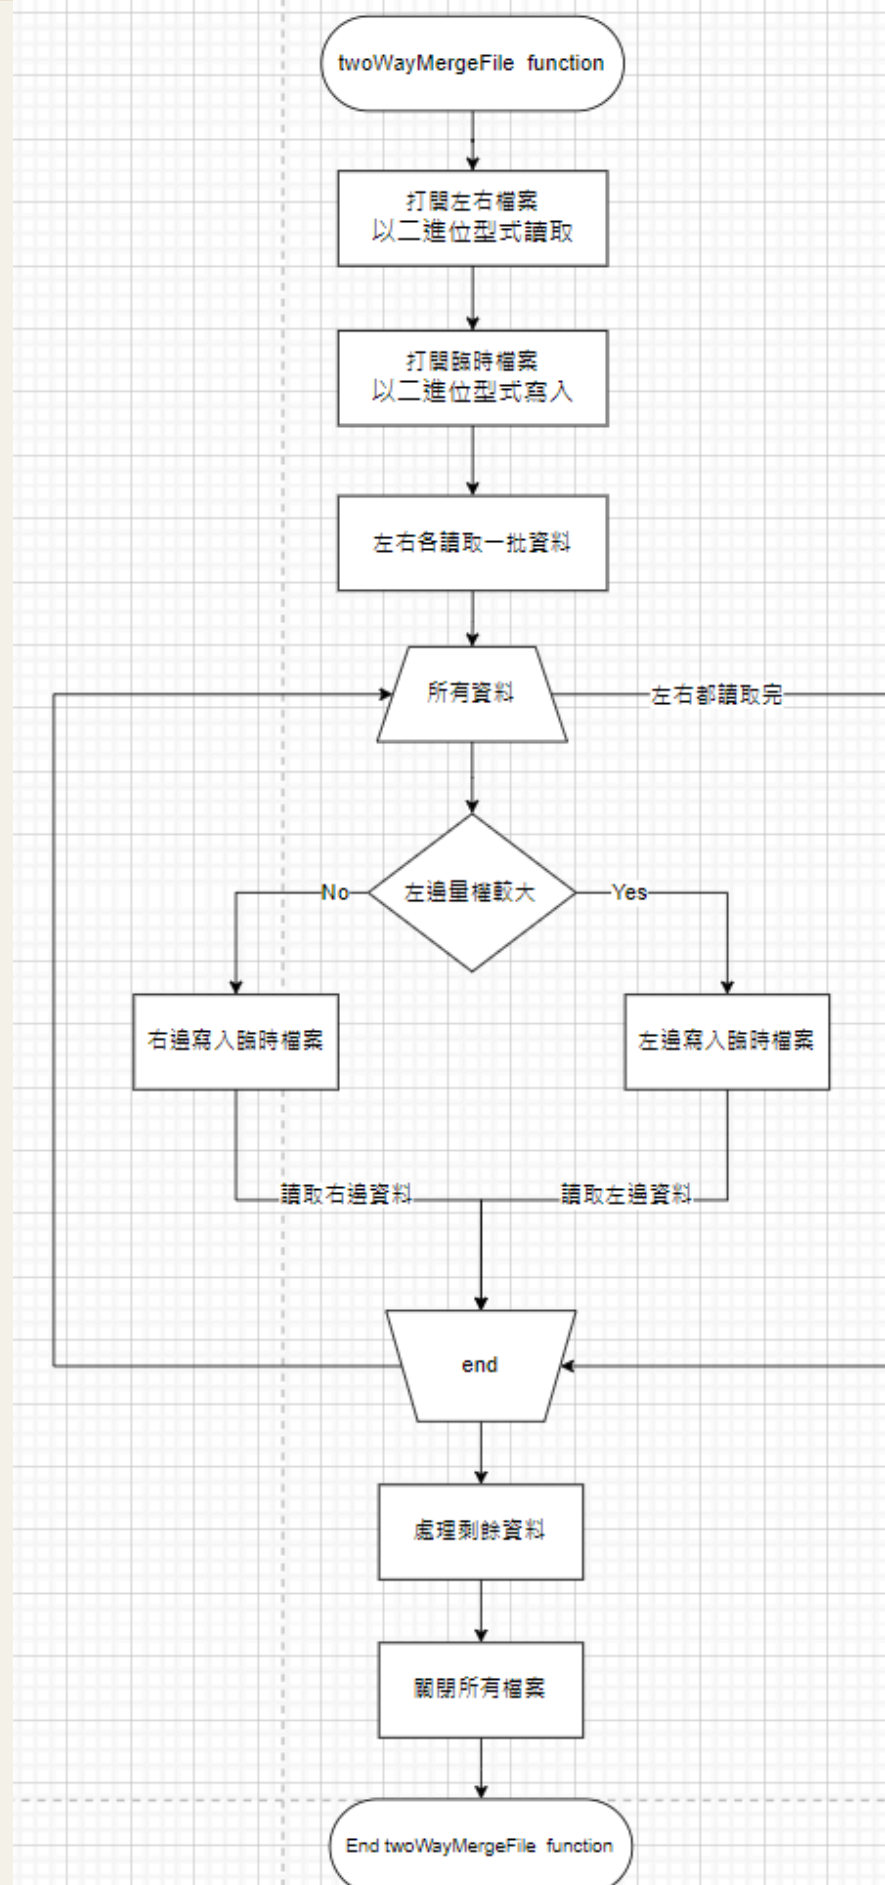 twoWayMergeFile function
打開左右檔案
以二進位型式讀取
打開臨時檔案
以二進位型式寫入
左右各讀取一批資料
所有資料
左右都讀取完
左邊量權較大
No
Yes
右邊寫入臨時檔案
左邊寫入臨時檔案
讀取右邊資料
讀取左邊資料
end
處理剩餘資料
關閉所有檔案
End twoWayMergeFile function